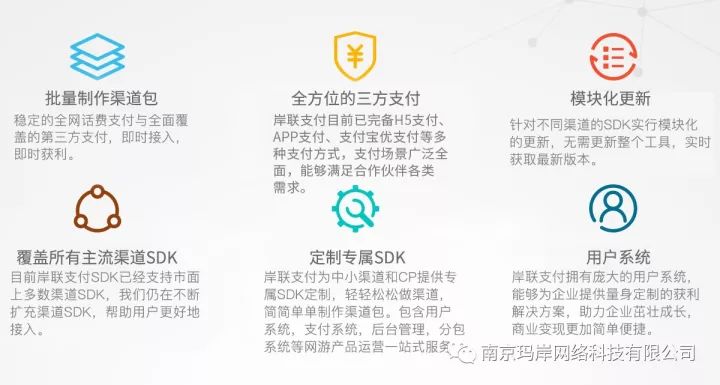 批量制作渠道包
稳定的全网话费支付与全面覆
盖的第三方支付，即时接入，
即时获利。
全方位的三方支付
岸联支付目前已完备H5支付、
APP支付、支付宝优支付等多
种支付方式，支付场景广泛全
面，能够满足合作伙伴各类
需求。
模块化更新
针对不同渠道的SDK实行模块化
的更新，无需更新整个工具，实时
获取最新版本。
覆盖所有主流渠道SDK
目前岸联支付SDK已经支持市面
上多数渠道SDK，我们仍在不断
扩充渠道SDK，帮助用户更好地
接入。
定制专属SDK
岸联支付为中小渠道和CP提供专
属SDK定制，轻轻松松做渠道，
简简单单制作渠道包。包含用户
系统，支付系统，后台管理，分包
系统等网游产品运营一站式服务
用户系统
岸联支付拥有庞大的用户系统，
能够为企业提供量身定制的获利
解决方案，助力企业茁壮成长，
商业变现更加简单便捷。
南京玛岸网络科技有限公司